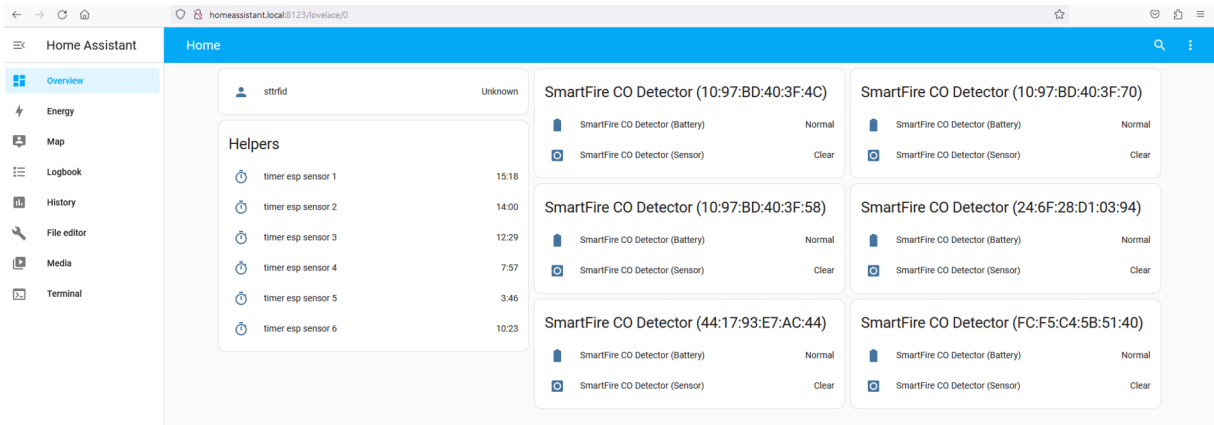 homeassistant.local:8123/lovelace/0
Home Assistant
Home
Overview
Energy
Map
Logbook
History
File editor
Media
Terminal
sttrfid Unknown
Helpers
timer esp sensor 1 15:18
timer esp sensor 2 14:00
timer esp sensor 3 12:29
timer esp sensor 4 7:57
timer esp sensor 5 3:46
timer esp sensor 6 10:23
SmartFire CO Detector (10:97:BD:40:3F:4C)
SmartFire CO Detector (Battery) Normal
SmartFire CO Detector (Sensor) Clear
SmartFire CO Detector (10:97:BD:40:3F:58)
SmartFire CO Detector (Battery) Normal
SmartFire CO Detector (Sensor) Clear
SmartFire CO Detector (44:17:93:E7:AC:44)
SmartFire CO Detector (Battery) Normal
SmartFire CO Detector (Sensor) Clear
SmartFire CO Detector (10:97:BD:40:3F:70)
SmartFire CO Detector (Battery) Normal
SmartFire CO Detector (Sensor) Clear
SmartFire CO Detector (24:6F:28:D1:03:94)
SmartFire CO Detector (Battery) Normal
SmartFire CO Detector (Sensor) Clear
SmartFire CO Detector (FC:F5:C4:5B:51:40)
SmartFire CO Detector (Battery) Normal
SmartFire CO Detector (Sensor) Clear